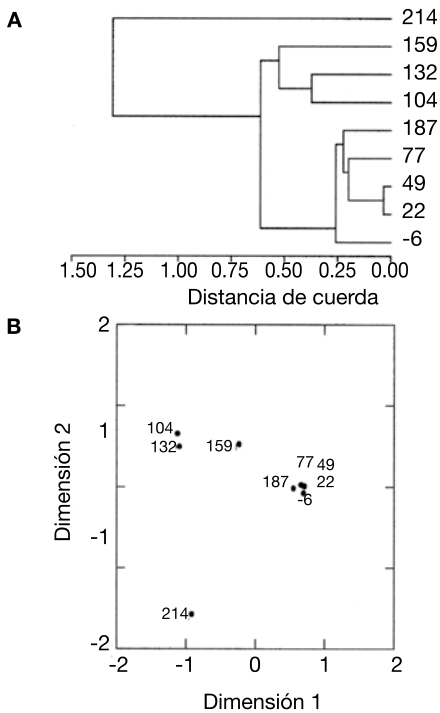 A
214
159
132
104
187
77
49
22
-6
1.50 1.25 1.00 0.75 0.50 0.25 0.00
Distancia de cuerda
B
2
1
-1
-2
Dimensión 2
104
132
159
77 49
187 22
-6
214
-2 -1 0 1 2
Dimensión 1